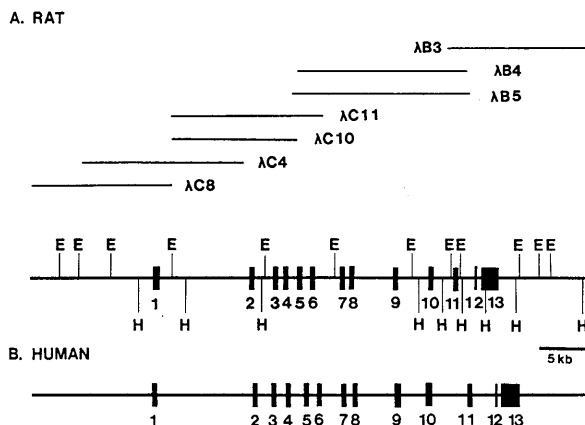 A. RAT
λB3
λB4
λB5
λC11
λC10
λC4
λC8
E E E E E E E E E E E E
1 2 3 4 5 6 7 8 9 10 11 12 13
H H H H H H H H H
5 kb
B. HUMAN
1 2 3 4 5 6 7 8 9 10 11 12 13